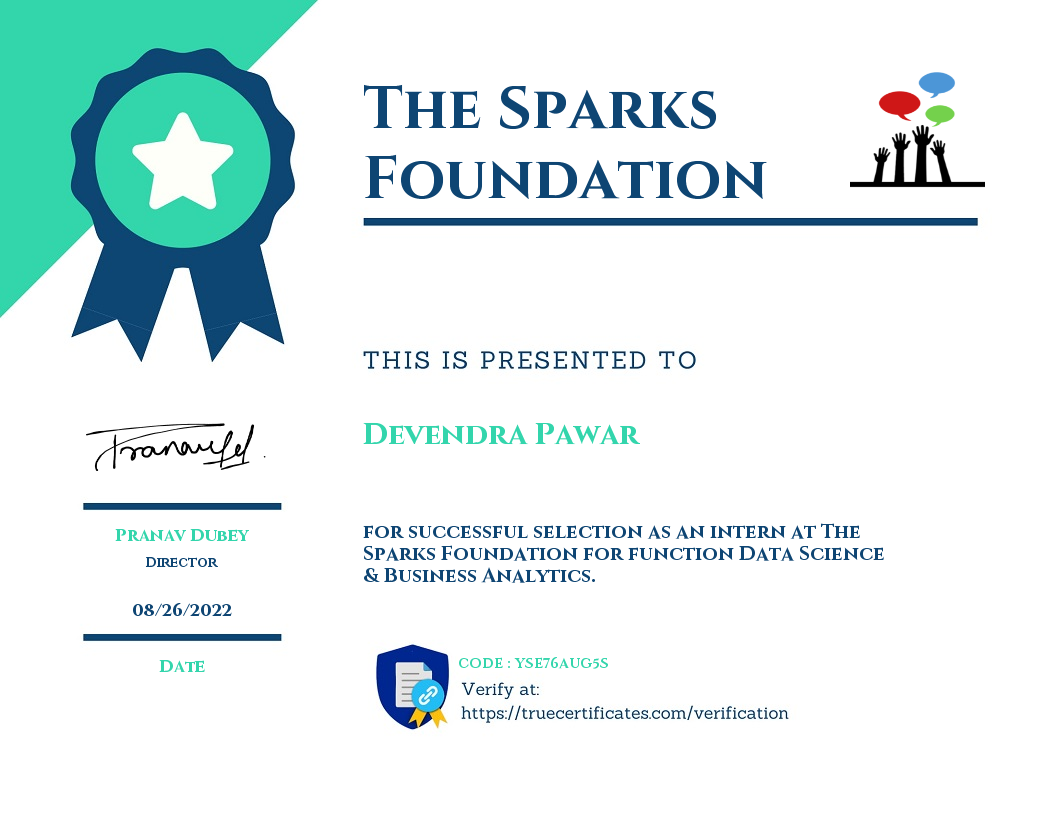 The Sparks
Foundation
THIS IS PRESENTED TO
Devendra Pawar
for successful selection as an intern at The
Sparks Foundation for function Data Science
& Business Analytics.
Pranav Dubey
Director
08/26/2022
Date
CODE : YSE76AUG5S
Verify at:
https://truecertificates.com/verification